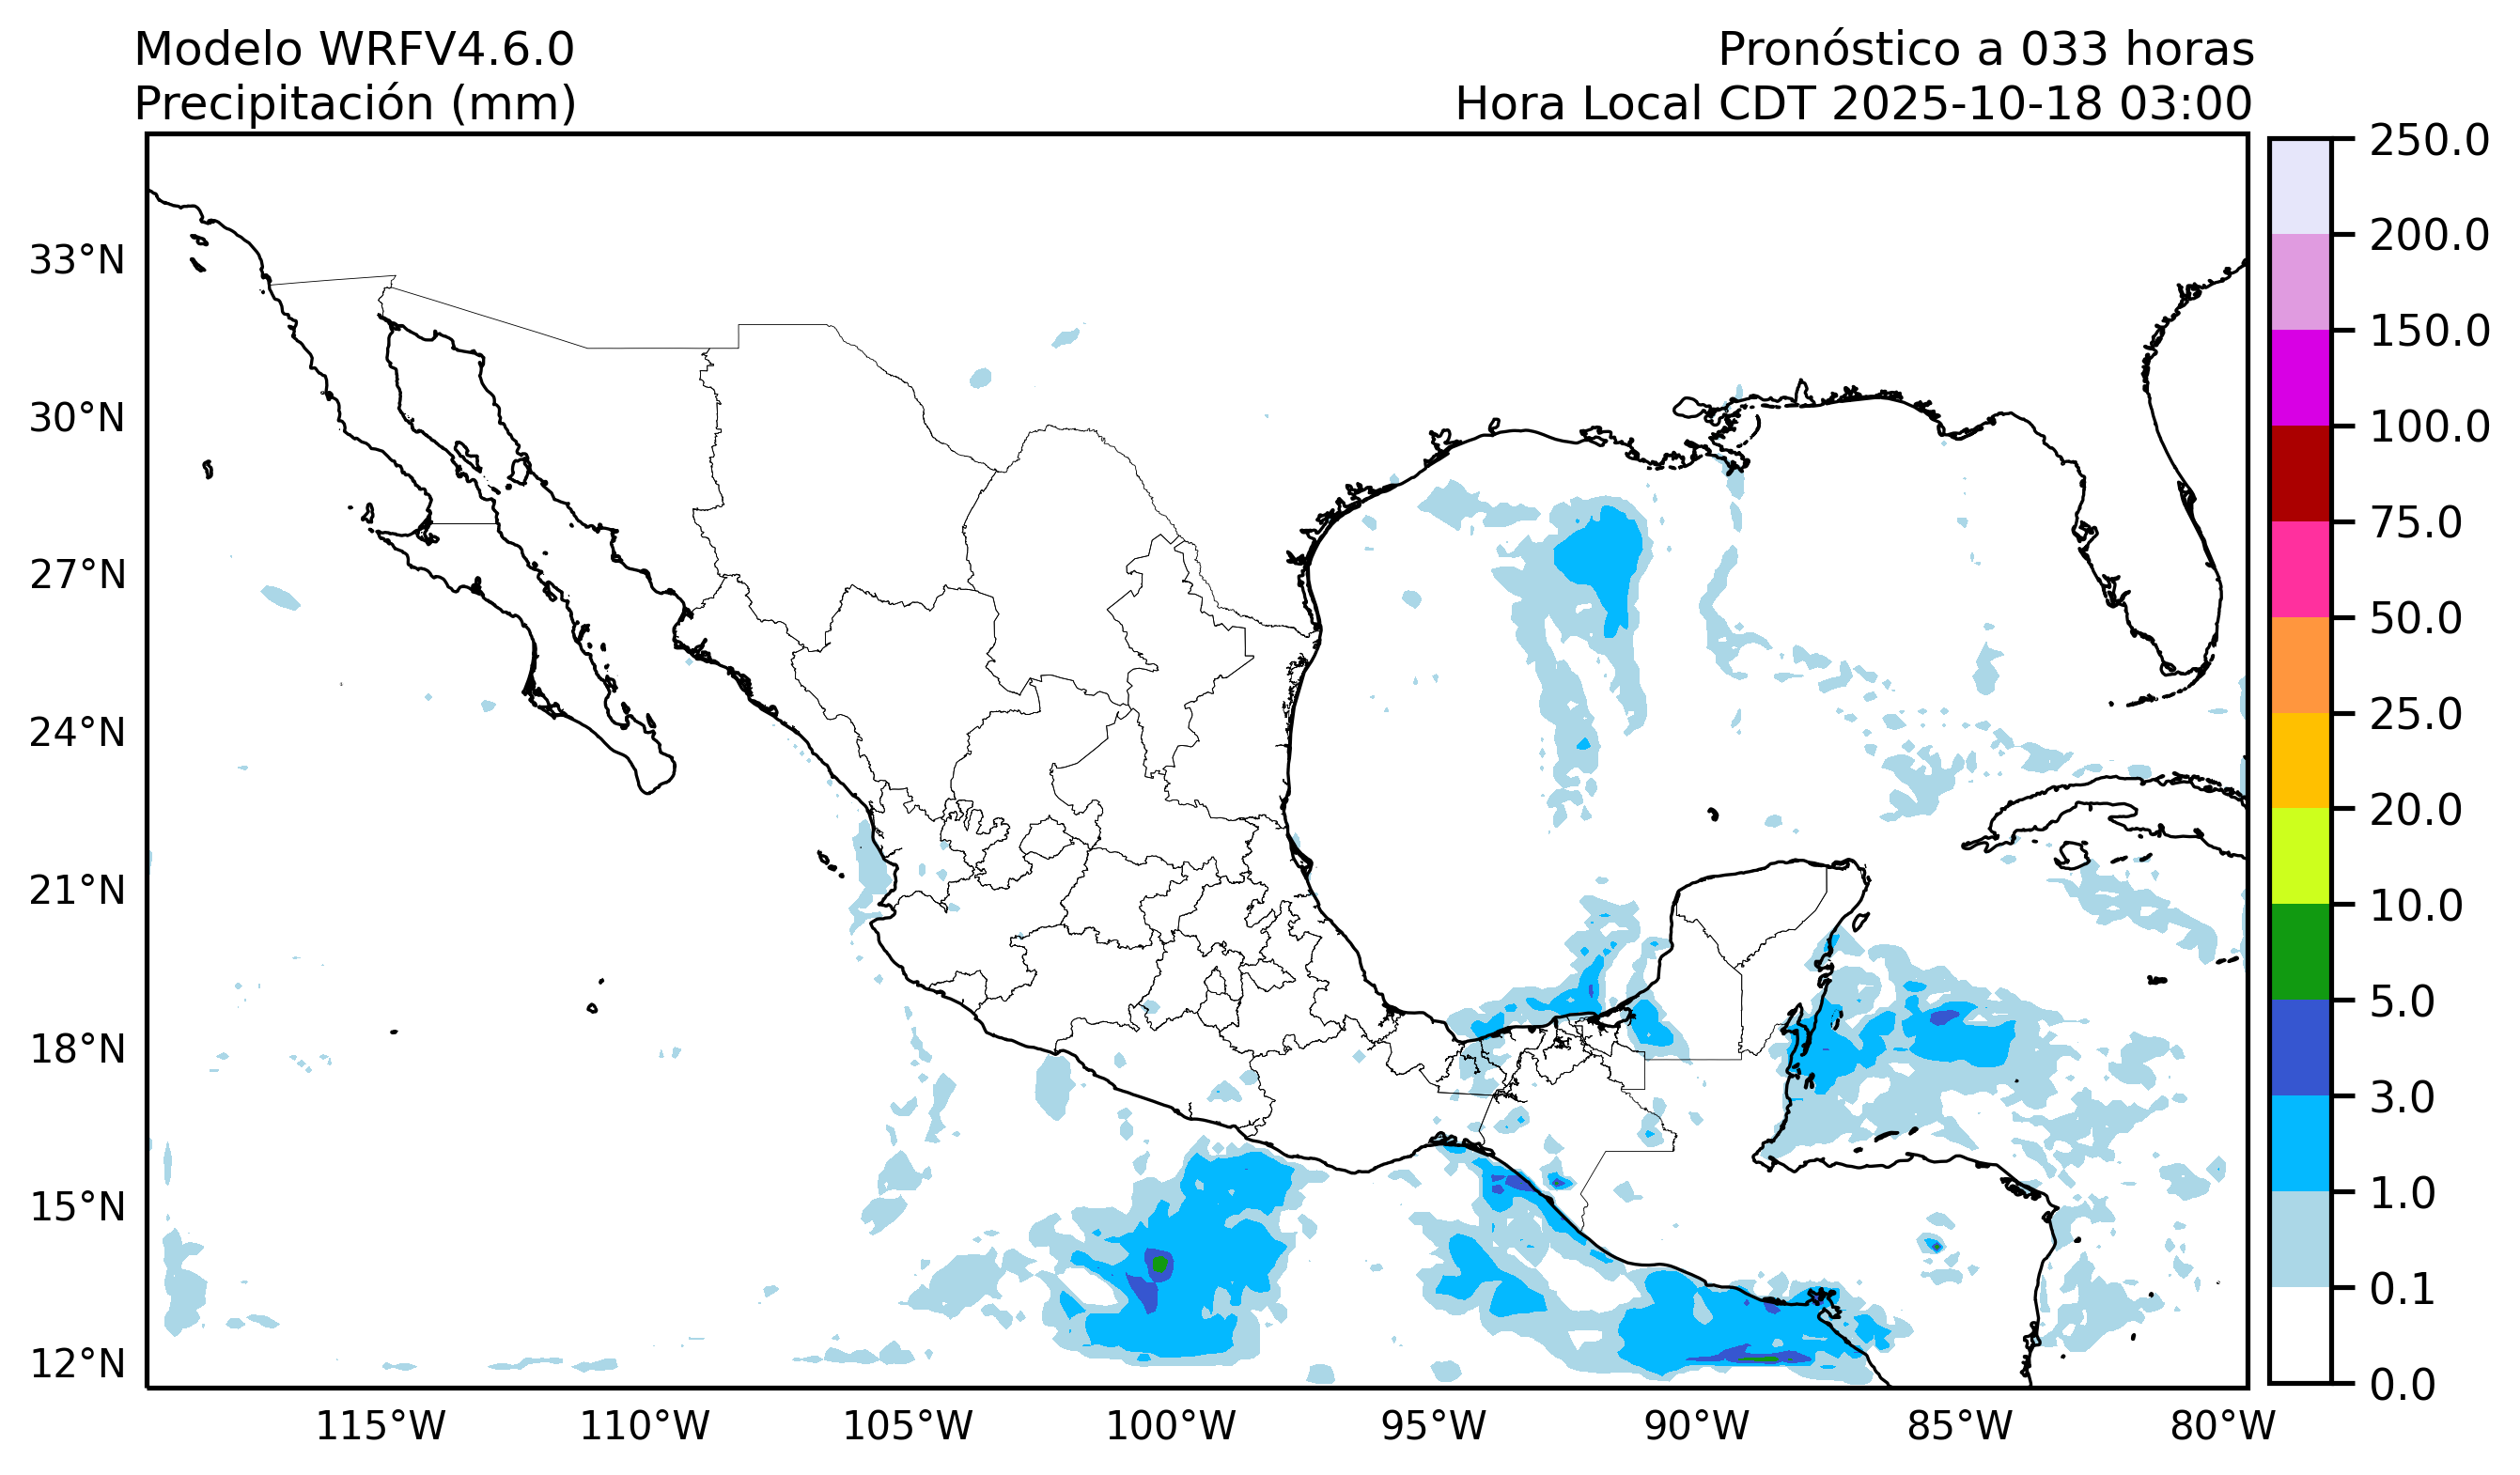 Modelo WRFV4.6.0
Precipitación (mm)
Pronóstico a 033 horas
Hora Local CDT 2025-10-18 03:00
33°N
30°N
27°N
24°N
21°N
18°N
15°N
12°N
115°W
110°W
105°W
100°W
95°W
90°W
85°W
80°W
250.0
200.0
150.0
100.0
75.0
50.0
25.0
20.0
10.0
5.0
3.0
1.0
0.1
0.0